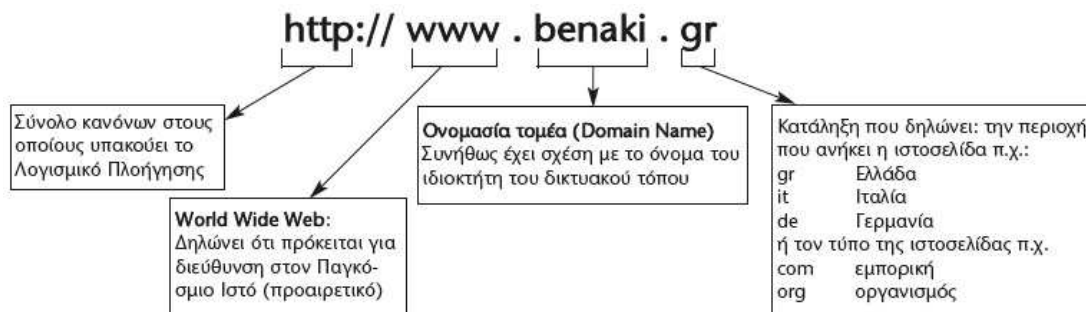 http:// www . benaki . gr
Σύνολο κανόνων στους
οποίους υπακούει το
Λογισμικό Πλοήγησης
World Wide Web:
Δηλώνει ότι πρόκειται για
διεύθυνση στον Παγκό-
σμιο Ιστό (προαιρετικό)
Ονομασία τομέα (Domain Name)
Συνήθως έχει σχέση με το όνομα του
ιδιοκτήτη του δικτυακού τόπου
Κατάληξη που δηλώνει: την περιοχή
που ανήκει η ιστοσελίδα π.χ.:
gr Ελλάδα
it Ιταλία
de Γερμανία
ή τον τύπο της ιστοσελίδας π.χ.
com εμπορική
org οργανισμός